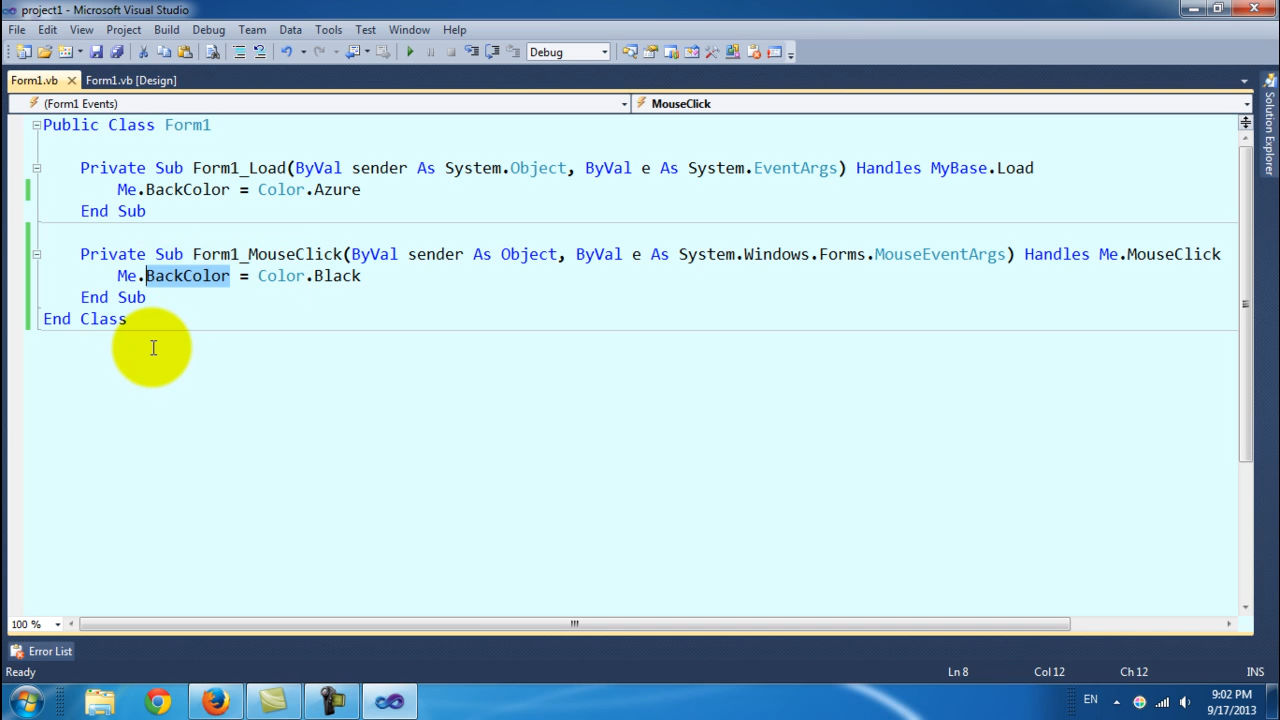 project1 - Microsoft Visual Studio
File Edit View Project Build Debug Team Data Tools Test Window Help
Debug
Form1.vb Form1.vb [Design]
(Form1 Events) MouseClick
Public Class Form1
Private Sub Form1_Load(ByVal sender As System.Object, ByVal e As System.EventArgs) Handles MyBase.Load
Me.BackColor = Color.Azure
End Sub
Private Sub Form1_MouseClick(ByVal sender As Object, ByVal e As System.Windows.Forms.MouseEventArgs) Handles Me.MouseClick
Me.BackColor = Color.Black
End Sub
End Class
Solution Explorer
100 %
Error List
Ready Ln 8 Col 12 Ch 12 INS
EN 9:02 PM
9/17/2013